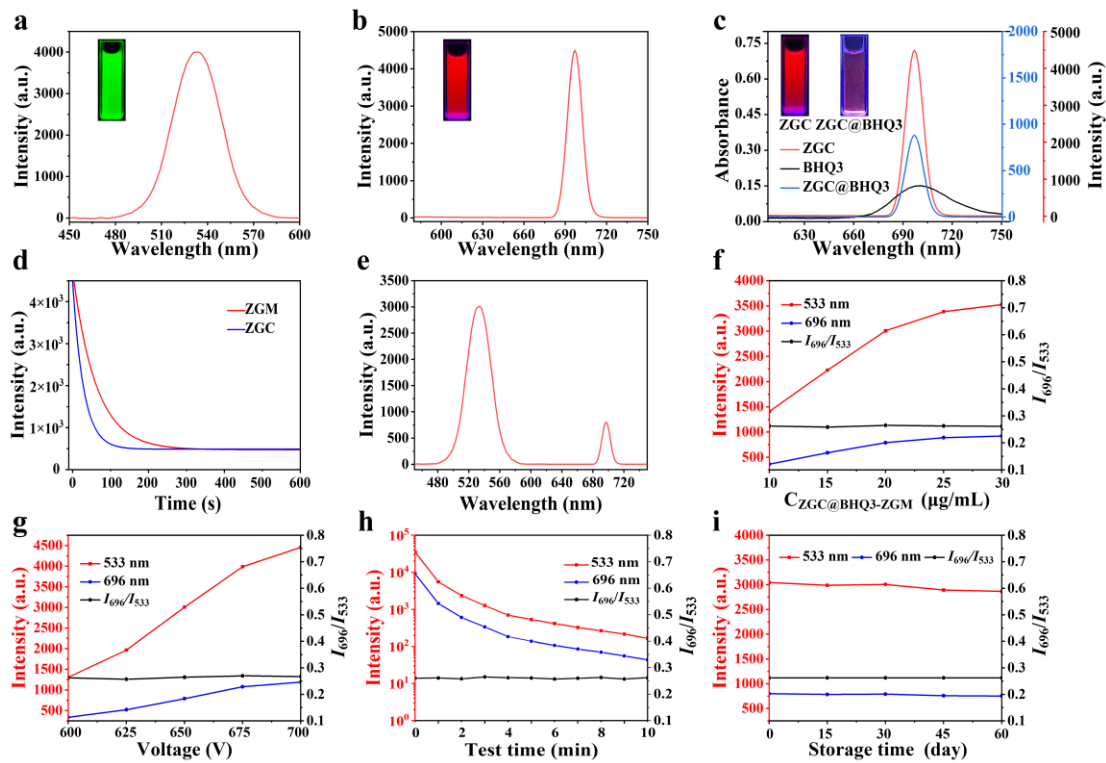 a
Intensity (a.u.)
4000
3000
2000
1000
0
450 480 510 540 570 600
Wavelength (nm)
b
Intensity (a.u.)
5000
4000
3000
2000
1000
0
600 650 700 750
Wavelength (nm)
c
Absorbance
0.75
0.60
0.45
0.30
0.15
0.00
ZGC ZGC@BHQ3
ZGC
BHQ3
ZGC@BHQ3
2000
1500
1000
500
0
5000
4000
3000
2000
1000
0
Intensity (a.u.)
630 660 690 720 750
Wavelength (nm)
d
Intensity (a.u.)
4×10³
3×10³
2×10³
1×10³
0
ZGM
ZGC
0 100 200 300 400 500 600
Time (s)
e
Intensity (a.u.)
3500
3000
2500
2000
1500
1000
500
0
480 540 600 660 720
Wavelength (nm)
f
Intensity (a.u.)
4000
3500
3000
2500
2000
1500
1000
500
533 nm
696 nm
I₆₉₆/I₅₃₃
0.8
0.7
0.6
0.5
0.4
0.3
0.2
0.1
I₆₉₆/I₅₃₃
10 15 20 25 30
C_ZGC@BHQ3-ZGM (μg/mL)
g
Intensity (a.u.)
4500
4000
3500
3000
2500
2000
1500
1000
500
533 nm
696 nm
I₆₉₆/I₅₃₃
0.8
0.7
0.6
0.5
0.4
0.3
0.2
0.1
I₆₉₆/I₅₃₃
600 625 650 675 700
Voltage (V)
h
Intensity (a.u.)
10⁵
10⁴
10³
10²
10¹
10⁰
533 nm
696 nm
I₆₉₆/I₅₃₃
0.8
0.7
0.6
0.5
0.4
0.3
0.2
0.1
I₆₉₆/I₅₃₃
0 2 4 6 8 10
Test time (min)
i
Intensity (a.u.)
4000
3500
3000
2500
2000
1500
1000
500
533 nm 696 nm I₆₉₆/I₅₃₃
0.8
0.7
0.6
0.5
0.4
0.3
0.2
0.1
I₆₉₆/I₅₃₃
0 15 30 45 60
Storage time (day)